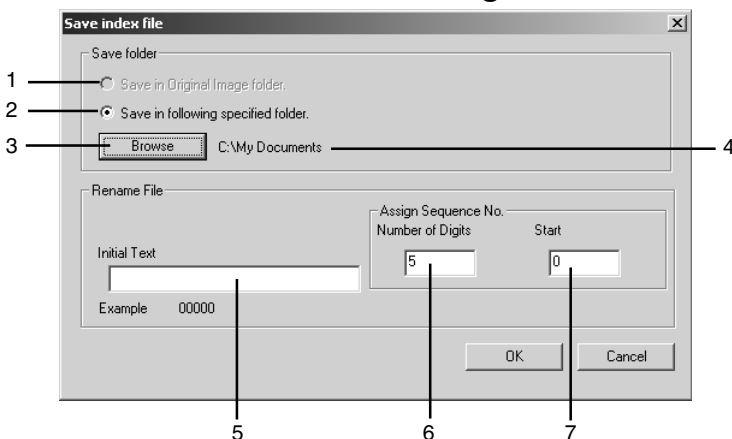 Save index file
Save folder
1 Save in Original Image folder.
2 Save in following specified folder.
3 Browse C:\My Documents 4
Rename File
Assign Sequence No.
Number of Digits Start
Initial Text
5 0
Example 00000
OK Cancel
5 6 7